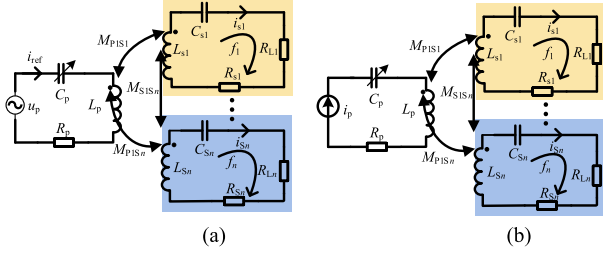 C_s1 i_s1
M_P1S1 L_s1 f_1 R_L1
i_ref
R_s1
C_p
u_p L_p M_S1Sn
R_p C_Sn i_Sn
M_P1Sn f_n
L_Sn R_Ln
R_Sn
(a)
C_s1 i_s1
M_P1S1 L_s1 f_1 R_L1
R_s1
i_p C_p L_p M_S1Sn
R_p C_Sn i_Sn
M_P1Sn f_n
L_Sn R_Ln
R_Sn
(b)